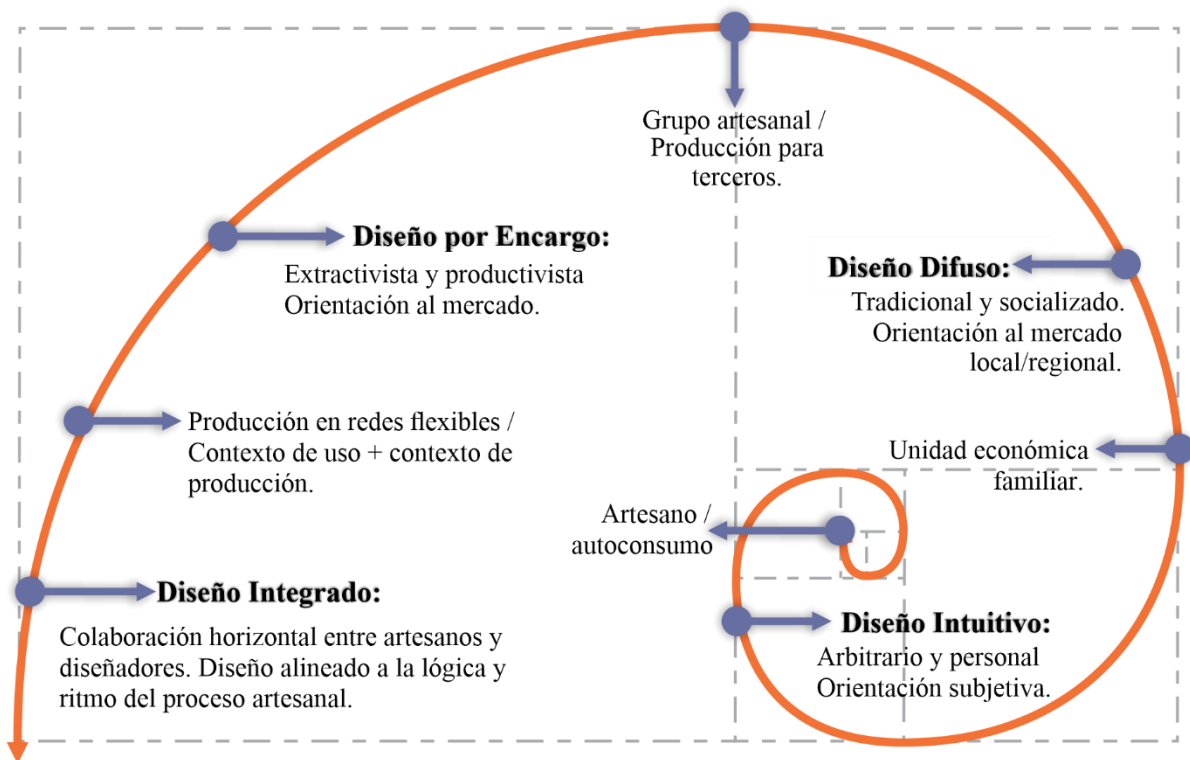 Grupo artesanal /
Producción para
terceros.
Diseño por Encargo:
Extractivista y productivista
Orientación al mercado.
Diseño Difuso:
Tradicional y socializado.
Orientación al mercado
local/regional.
Producción en redes flexibles /
Contexto de uso + contexto de
producción.
Unidad económica
familiar.
Artesano /
autoconsumo
Diseño Integrado:
Colaboración horizontal entre artesanos y
diseñadores. Diseño alineado a la lógica y
ritmo del proceso artesanal.
Diseño Intuitivo:
Arbitrario y personal
Orientación subjetiva.